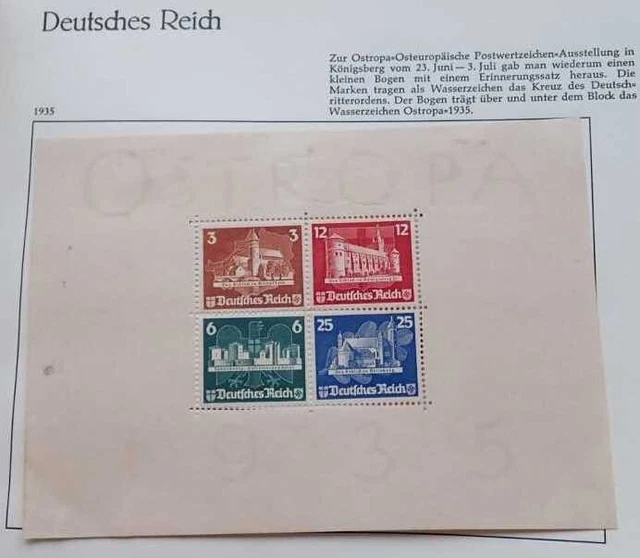 Deutsches Reich
Zur Ostropa=Osteuropäische Postwertzeichen=Ausstellung in
Königsberg vom 23. Juni — 3. Juli gab man wiederum einen
kleinen Bogen mit einem Erinnerungssatz heraus. Die
Marken tragen als Wasserzeichen das Kreuz des Deutsch=
ritterordens. Der Bogen trägt über und unter dem Block das
Wasserzeichen Ostropa=1935.
1935
OSTROPA
3 3
Deutsches Reich
12 12
Deutsches Reich
6 6
Deutsches Reich
25 25
Deutsches Reich
1935